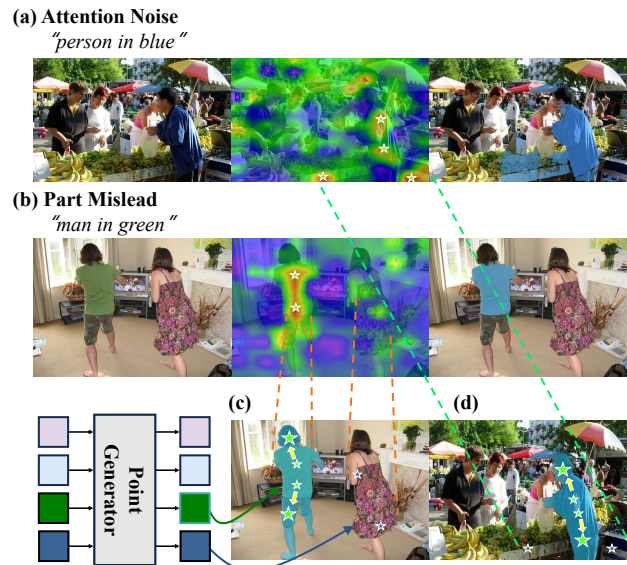 (a) Attention Noise
"person in blue"
(b) Part Mislead
"man in green"
(c)
(d)
Point
Generator